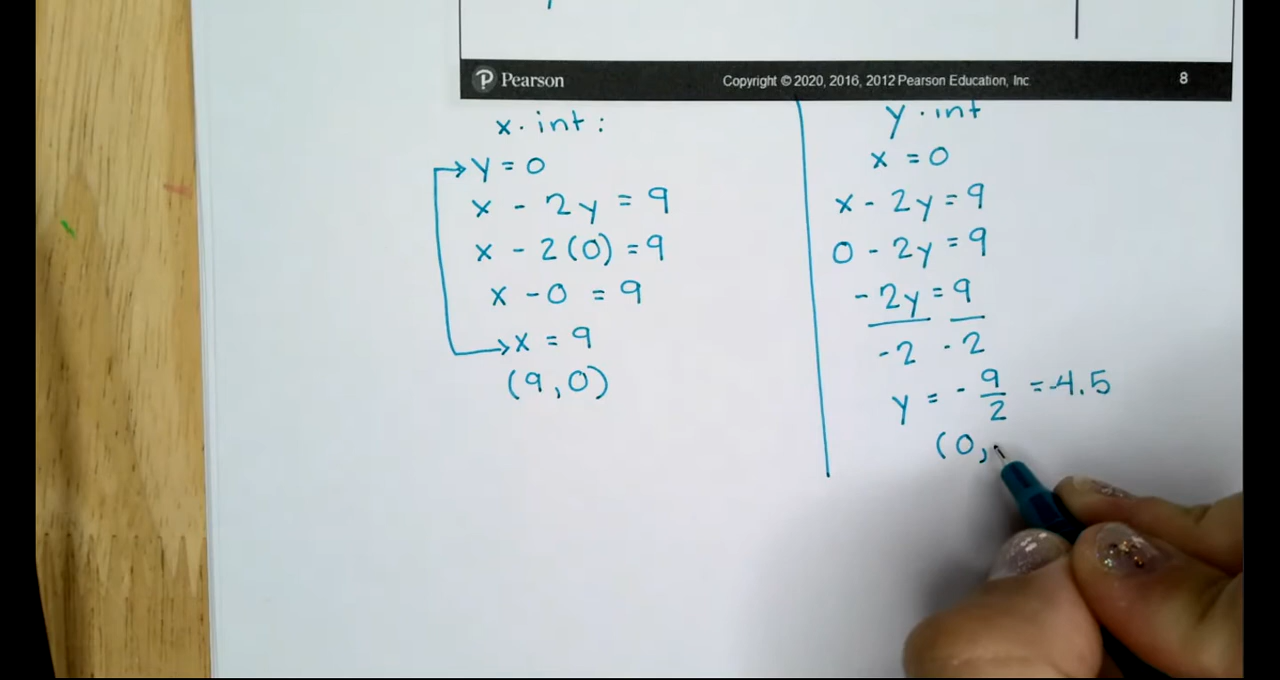 Pearson Copyright © 2020, 2016, 2012 Pearson Education, Inc 8
x. int :
y = 0
x - 2y = 9
x - 2(0) = 9
x - 0 = 9
x = 9
(9,0)
y. int
x = 0
x - 2y = 9
0 - 2y = 9
-2y = 9
-2 -2
y = - 9/2 = -4.5
(0,